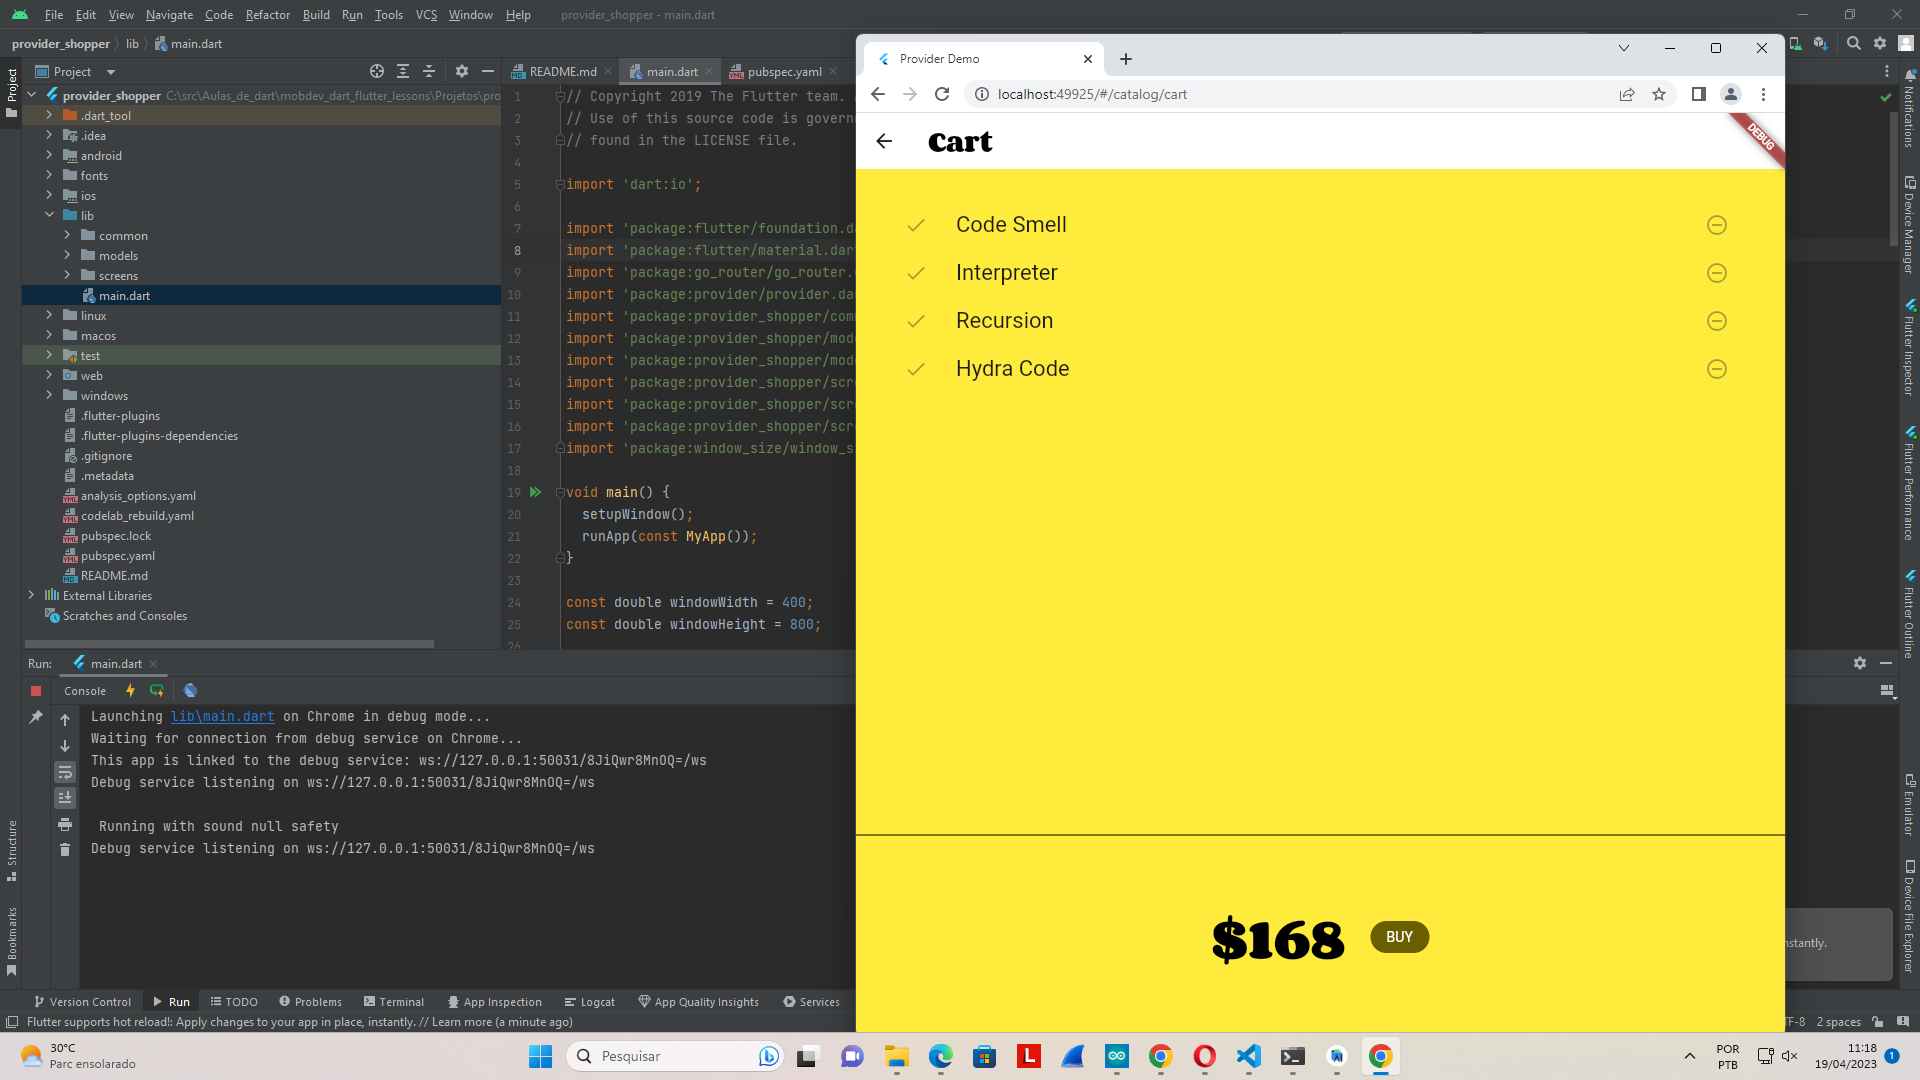 File Edit View Navigate Code Refactor Build Run Tools VCS Window Help provider_shopper - main.dart
provider_shopper lib main.dart
Project
README.md main.dart pubspec.yaml
Project
provider_shopper C:\src\Aulas_de_dart\mobdev_dart_flutter_lessons\Projetos\pro
.dart_tool
.idea
android
fonts
ios
lib
common
models
screens
main.dart
linux
macos
test
web
windows
.flutter-plugins
.flutter-plugins-dependencies
.gitignore
.metadata
analysis_options.yaml
codelab_rebuild.yaml
pubspec.lock
pubspec.yaml
README.md
External Libraries
Scratches and Consoles
1 // Copyright 2019 The Flutter team.
2 // Use of this source code is govern
3 // found in the LICENSE file.
4
5 import 'dart:io';
6
7 import 'package:flutter/foundation.da
8 import 'package:flutter/material.dart
9 import 'package:go_router/go_router.
10 import 'package:provider/provider.da
11 import 'package:provider_shopper/com
12 import 'package:provider_shopper/mod
13 import 'package:provider_shopper/mod
14 import 'package:provider_shopper/scr
15 import 'package:provider_shopper/scr
16 import 'package:provider_shopper/scr
17 import 'package:window_size/window_si
18
19 void main() {
20 setupWindow();
21 runApp(const MyApp());
22 }
23
24 const double windowWidth = 400;
25 const double windowHeight = 800;
26
Provider Demo
localhost:49925/#/catalog/cart
Cart
DEBUG
Code Smell
Interpreter
Recursion
Hydra Code
$168 BUY
Notifications
Device Manager
Flutter Inspector
Flutter Performance
Flutter Outline
Emulator
Device File Explorer
Run: main.dart
Console
Launching lib\main.dart on Chrome in debug mode...
Waiting for connection from debug service on Chrome...
This app is linked to the debug service: ws://127.0.0.1:50031/8JiQwr8MnOQ=/ws
Debug service listening on ws://127.0.0.1:50031/8JiQwr8MnOQ=/ws
Running with sound null safety
Debug service listening on ws://127.0.0.1:50031/8JiQwr8MnOQ=/ws
Structure
Bookmarks
nstantly.
Version Control Run TODO Problems Terminal App Inspection Logcat App Quality Insights Services
Flutter supports hot reload!: Apply changes to your app in place, instantly. // Learn more (a minute ago)
TF-8 2 spaces
30°C
Parc ensolarado
Pesquisar
L
POR
PTB
11:18
19/04/2023
1